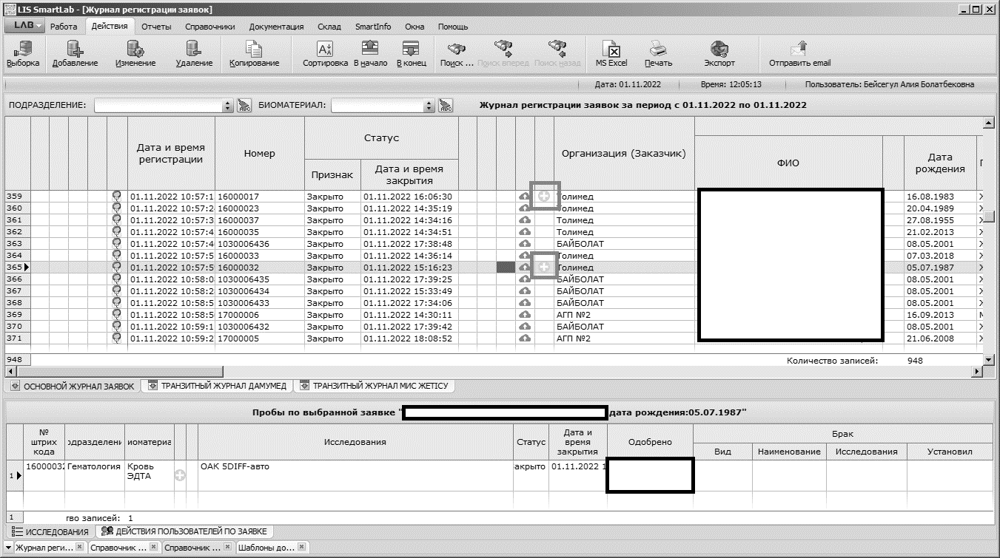 LIS SmartLab - [Журнал регистрации заявок]
LAB Работа Действия Отчеты Справочники Документация Склад SmartInfo Окна Помощь
Выборка Добавление Изменение Удаление Копирование Сортировка В начало В конец Поиск ... Поиск вперед Поиск назад MS Excel Печать Экспорт Отправить email
Дата: 01.11.2022 Время: 12:05:13 Пользователь: Бейсегул Алия Болатбековна
ПОДРАЗДЕЛЕНИЕ: ABC БИОМАТЕРИАЛ: ABC Журнал регистрации заявок за период с 01.11.2022 по 01.11.2022
Дата и время регистрации Номер Статус Признак Дата и время закрытия Организация (Заказчик) ФИО Дата рождения
359 01.11.2022 10:57:1 16000017 Закрыто 01.11.2022 16:06:30 Толимед 16.08.1983 Ж
360 01.11.2022 10:57:2 16000023 Закрыто 01.11.2022 14:35:19 Толимед 20.04.1989 Ж
361 01.11.2022 10:57:3 16000037 Закрыто 01.11.2022 14:34:16 Толимед 27.08.1955 Ж
362 01.11.2022 10:57:4 16000035 Закрыто 01.11.2022 14:34:51 Толимед 21.02.2013 Ж
363 01.11.2022 10:57:4 1030006436 Закрыто 01.11.2022 17:38:48 БАЙБОЛАТ 08.05.2001 Ж
364 01.11.2022 10:57:5 16000033 Закрыто 01.11.2022 14:36:14 Толимед 07.03.2018 Ж
365 01.11.2022 10:57:5 16000032 Закрыто 01.11.2022 15:16:23 Толимед 05.07.1987 Ж
366 01.11.2022 10:58:0 1030006435 Закрыто 01.11.2022 17:39:25 БАЙБОЛАТ 08.05.2001 Ж
367 01.11.2022 10:58:2 1030006434 Закрыто 01.11.2022 15:33:49 БАЙБОЛАТ 08.05.2001 Ж
368 01.11.2022 10:58:5 1030006433 Закрыто 01.11.2022 17:34:06 БАЙБОЛАТ 08.05.2001 Ж
369 01.11.2022 10:58:5 17000006 Закрыто 01.11.2022 14:30:11 АГП №2 16.09.2013 М
370 01.11.2022 10:59:1 1030006432 Закрыто 01.11.2022 17:39:42 БАЙБОЛАТ 08.05.2001 Ж
371 01.11.2022 10:59:2 17000005 Закрыто 01.11.2022 18:08:52 АГП №2 21.06.2008 Ж
948 Количество записей: 948
ОСНОВНОЙ ЖУРНАЛ ЗАЯВОК ТРАНЗИТНЫЙ ЖУРНАЛ ДАМУМЕД ТРАНЗИТНЫЙ ЖУРНАЛ МИС ЖЕТІСУ
Пробы по выбранной заявке " дата рождения:05.07.1987"
№ штрих кода одразделени иоматериа Исследования Статус Дата и время закрытия Одобрено Брак
Вид Наименование Исследования Установил
1 16000032 Гематология Кровь ЭДТА ОАК 5DIFF-авто акрыто 01.11.2022 1
1 тво записей: 1
ИССЛЕДОВАНИЯ ДЕЙСТВИЯ ПОЛЬЗОВАТЕЛЕЙ ПО ЗАЯВКЕ
Журнал реги... Справочник ... Справочник ... Шаблоны до...